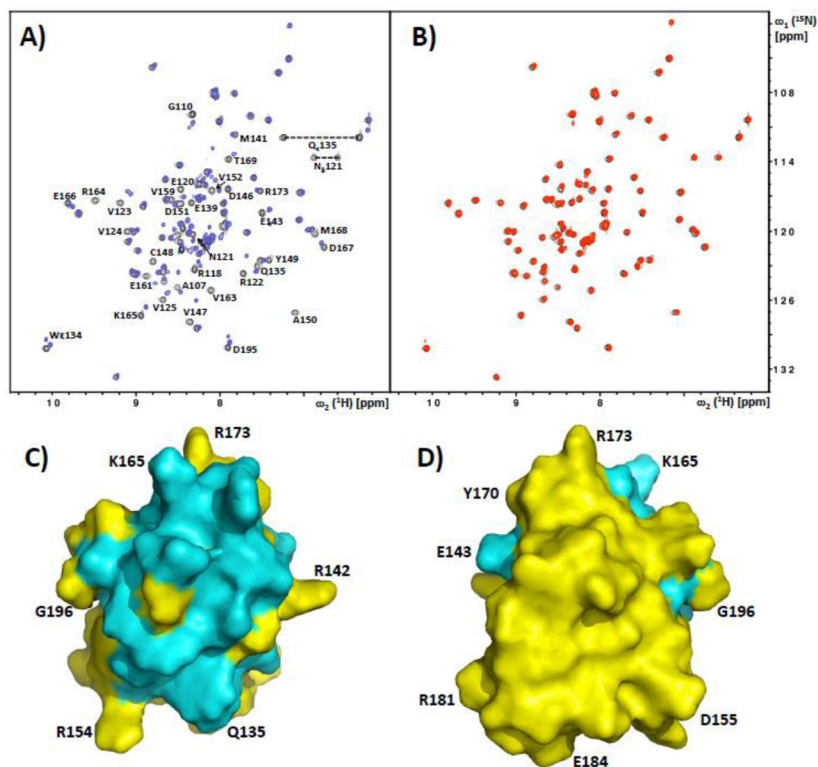 A)
B)
ω₁ (¹⁵N)
[ppm]
108
114
120
126
132
G110
M141
Qε135
Nδ121
T169
E120
V152
V159
D146
R173
E166
R164
V123
D151
E139
E143
V124
M168
D167
C148
N121
Y149
R118
Q135
E161
A107
R122
V163
V125
K165
V147
A150
Wε134
D195
10
9
8
ω₂ (¹H) [ppm]
10
9
8
ω₂ (¹H) [ppm]
C)
R173
K165
R142
G196
R154
Q135
D)
R173
K165
Y170
E143
G196
R181
D155
E184